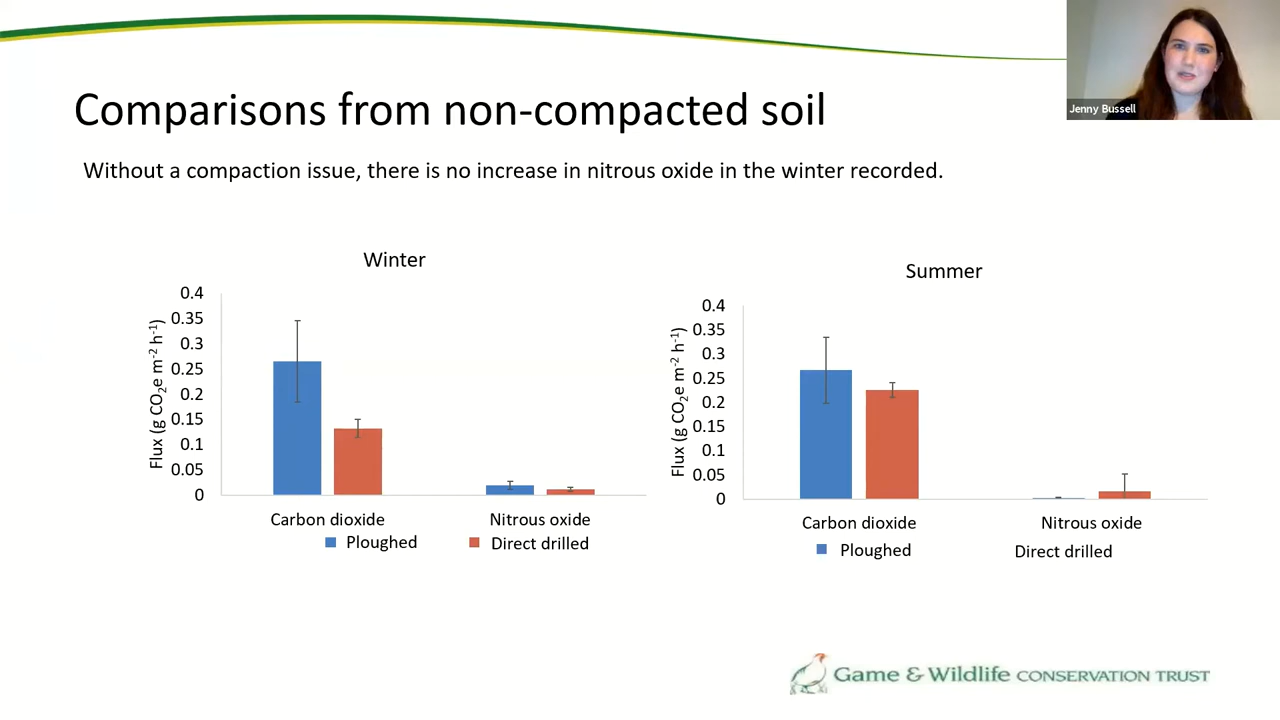 Jenny Bussell
Comparisons from non-compacted soil
Without a compaction issue, there is no increase in nitrous oxide in the winter recorded.
Winter
Flux (g CO₂e m⁻² h⁻¹)
0.4
0.35
0.3
0.25
0.2
0.15
0.1
0.05
0
Carbon dioxide
Nitrous oxide
Ploughed
Direct drilled
Summer
Flux (g CO₂e m⁻² h⁻¹)
0.4
0.35
0.3
0.25
0.2
0.15
0.1
0.05
0
Carbon dioxide
Nitrous oxide
Ploughed
Direct drilled
Game & Wildlife CONSERVATION TRUST